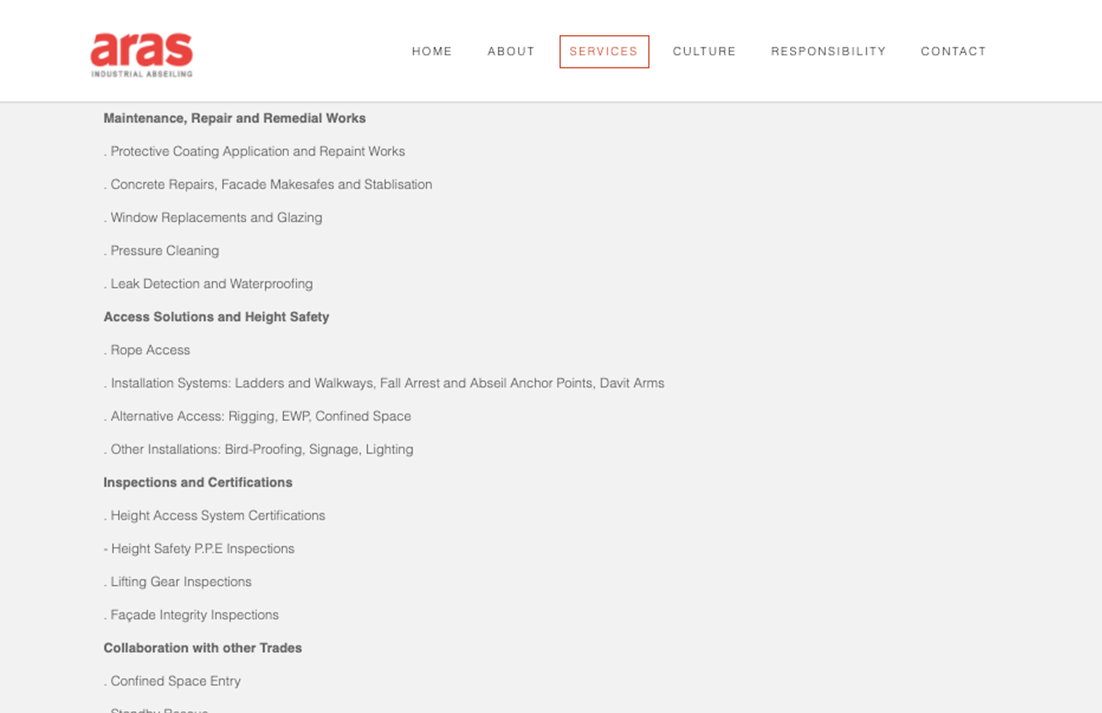 aras
INDUSTRIAL ABSEILING
HOME ABOUT SERVICES CULTURE RESPONSIBILITY CONTACT
Maintenance, Repair and Remedial Works
. Protective Coating Application and Repaint Works
. Concrete Repairs, Facade Makesafes and Stablisation
. Window Replacements and Glazing
. Pressure Cleaning
. Leak Detection and Waterproofing
Access Solutions and Height Safety
. Rope Access
. Installation Systems: Ladders and Walkways, Fall Arrest and Abseil Anchor Points, Davit Arms
. Alternative Access: Rigging, EWP, Confined Space
. Other Installations: Bird-Proofing, Signage, Lighting
Inspections and Certifications
. Height Access System Certifications
- Height Safety P.P.E Inspections
. Lifting Gear Inspections
. Façade Integrity Inspections
Collaboration with other Trades
. Confined Space Entry
. Standby Rescue